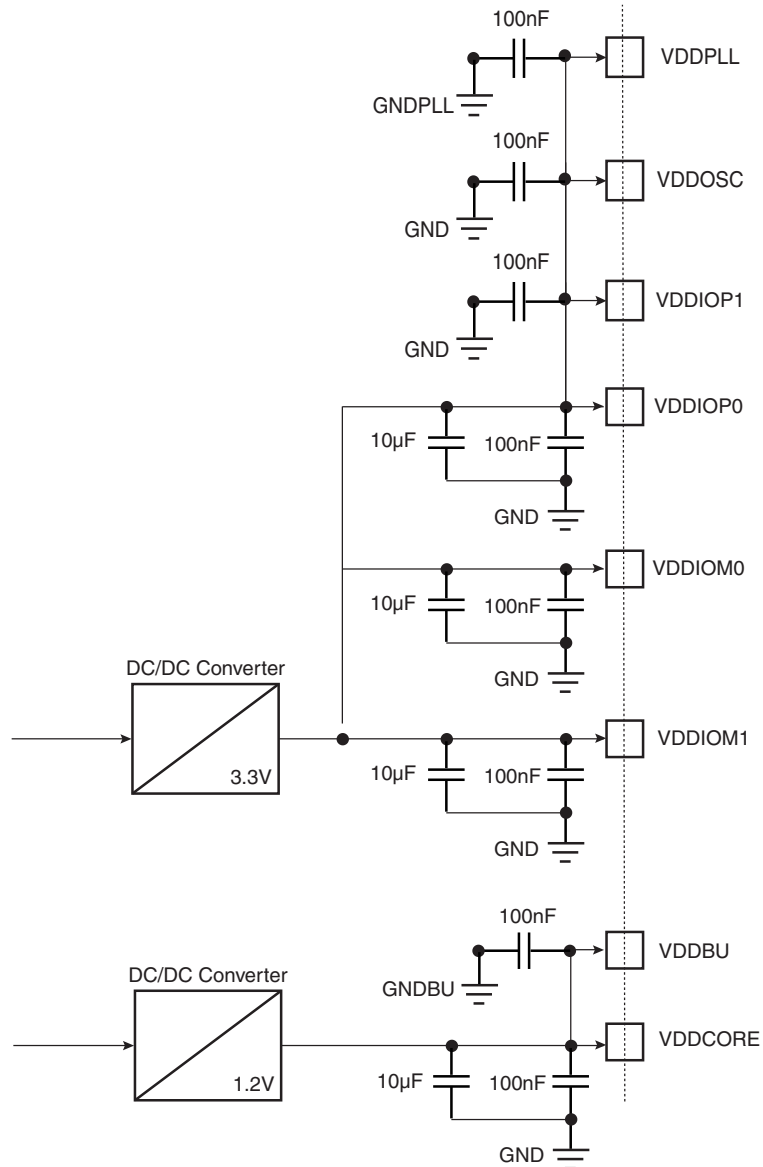 100nF
VDDPLL
GNDPLL
100nF
VDDOSC
GND
100nF
VDDIOP1
GND
VDDIOP0
10µF
100nF
GND
VDDIOM0
10µF
100nF
GND
DC/DC Converter
3.3V
VDDIOM1
10µF
100nF
GND
100nF
VDDBU
GNDBU
DC/DC Converter
1.2V
VDDCORE
10µF
100nF
GND